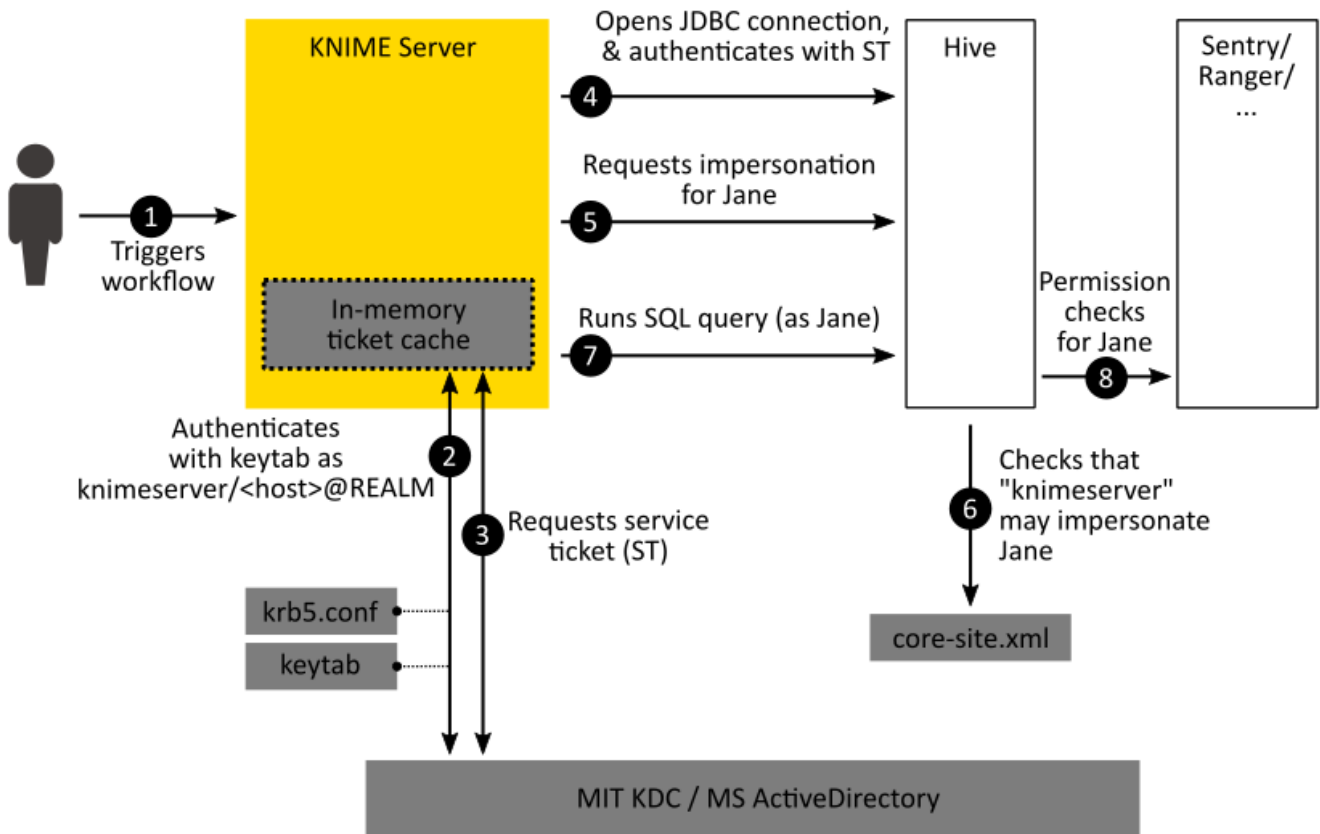 KNIME Server
Opens JDBC connection,
& authenticates with ST
4
Hive
Sentry/
Ranger/
...
Requests impersonation
for Jane
5
1
Triggers
workflow
In-memory
ticket cache
Runs SQL query (as Jane)
7
Permission
checks
for Jane
8
Authenticates
with keytab as
knimeserver/<host>@REALM
2
3
Requests service
ticket (ST)
6
Checks that
"knimeserver"
may impersonate
Jane
krb5.conf
keytab
core-site.xml
MIT KDC / MS ActiveDirectory